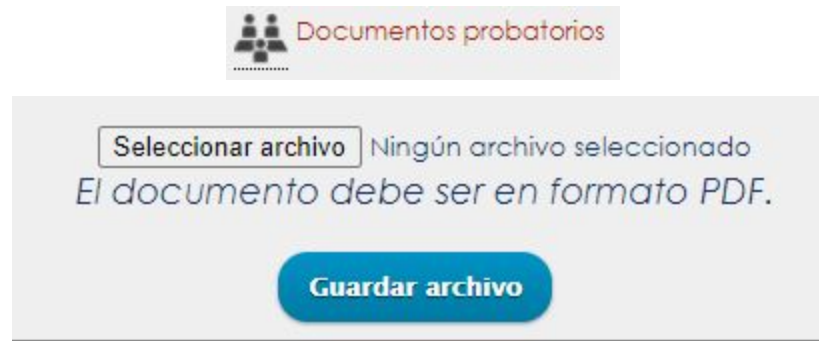 Documentos probatorios
Seleccionar archivo Ningún archivo seleccionado
El documento debe ser en formato PDF.
Guardar archivo